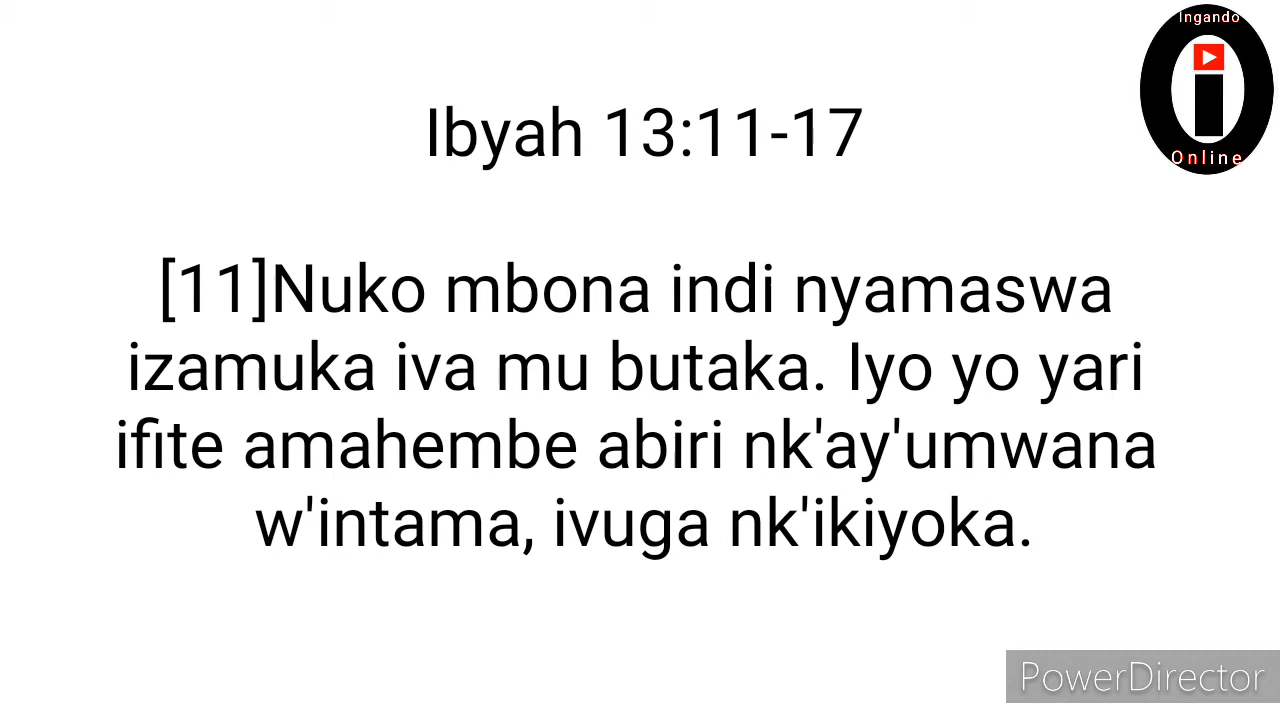 Ingando
Online
Ibyah 13:11-17
[11]Nuko mbona indi nyamaswa
izamuka iva mu butaka. Iyo yo yari
ifite amahembe abiri nk'ay'umwana
w'intama, ivuga nk'ikiyoka.
PowerDirector